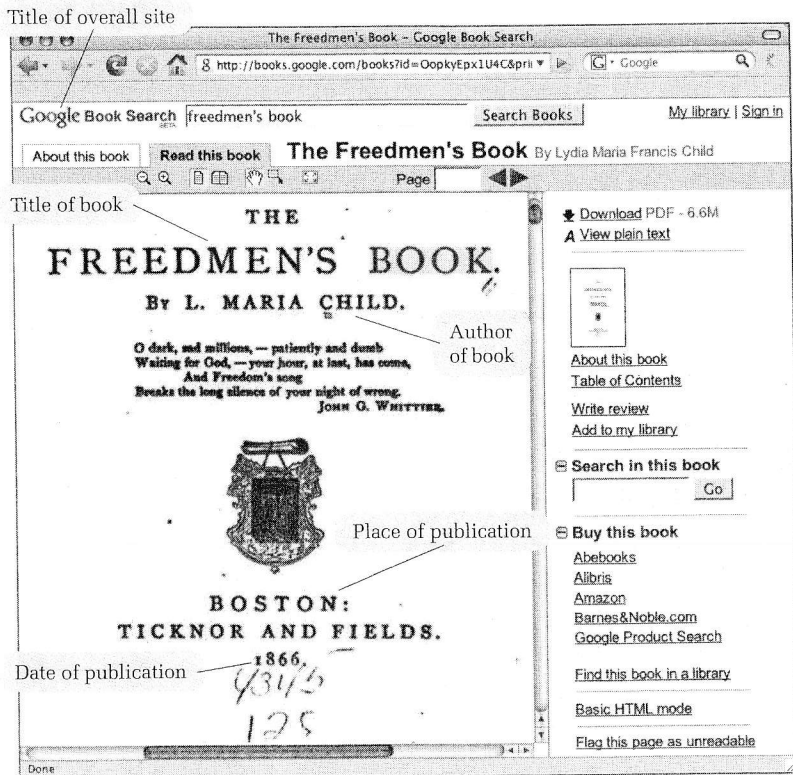 Title of overall site
The Freedmen's Book - Google Book Search
http://books.google.com/books?id=OopkyEpx1U4C&prii
G Google
Google Book Search BETA freedmen's book Search Books My library | Sign in
About this book Read this book The Freedmen's Book By Lydia Maria Francis Child
Page
Title of book
THE
FREEDMEN'S BOOK.
By L. MARIA CHILD.
Author
of book
O dark, sad millions, — patiently and dumb
Waiting for God, — your hour, at last, has come,
And Freedom's song
Breaks the long silence of your night of wrong.
John G. Whittier.
Place of publication
BOSTON:
TICKNOR AND FIELDS.
Date of publication
1866.
125
Download PDF - 6.6M
A View plain text
About this book
Table of Contents
Write review
Add to my library
Search in this book
Go
Buy this book
Abebooks
Alibris
Amazon
Barnes&Noble.com
Google Product Search
Find this book in a library
Basic HTML mode
Flag this page as unreadable
Done